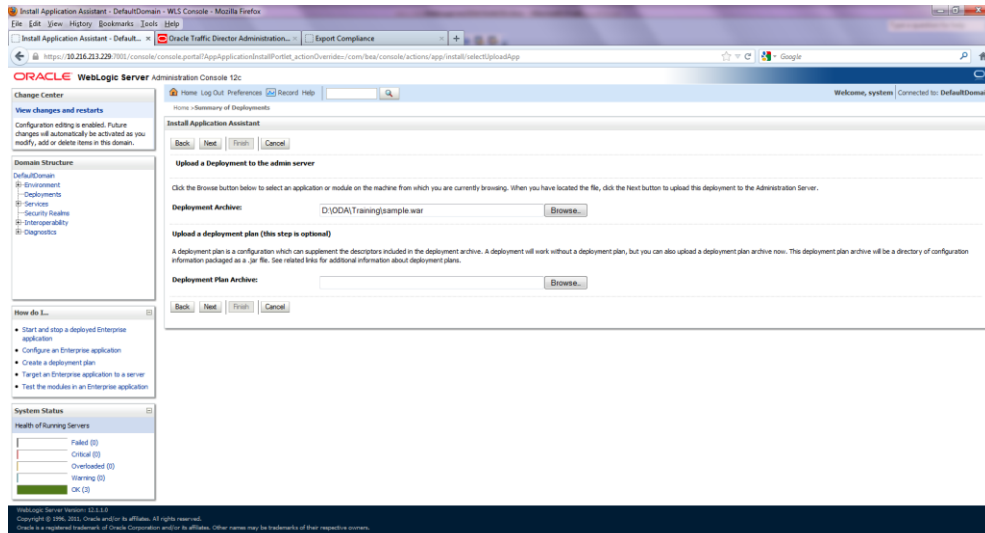 Install Application Assistant - DefaultDomain - WLS Console - Mozilla Firefox
File Edit View History Bookmarks Tools Help
Install Application Assistant - Default... × Oracle Traffic Director Administration... × Export Compliance × +
https://10.216.213.229:7001/console/console.portal?AppApplicationInstallPortlet_actionOverride=/com/bea/console/actions/app/install/selectUploadApp
Google
ORACLE WebLogic Server Administration Console 12c
Change Center
View changes and restarts
Configuration editing is enabled. Future
changes will automatically be activated as you
modify, add or delete items in this domain.
Domain Structure
DefaultDomain
Environment
Deployments
Services
Security Realms
Interoperability
Diagnostics
How do I...
Start and stop a deployed Enterprise
application
Configure an Enterprise application
Create a deployment plan
Target an Enterprise application to a server
Test the modules in an Enterprise application
System Status
Health of Running Servers
Failed (0)
Critical (0)
Overloaded (0)
Warning (0)
OK (3)
Home Log Out Preferences Record Help
Welcome, system Connected to: DefaultDomai
Home >Summary of Deployments
Install Application Assistant
Back Next Finish Cancel
Upload a Deployment to the admin server
Click the Browse button below to select an application or module on the machine from which you are currently browsing. When you have located the file, click the Next button to upload this deployment to the Administration Server.
Deployment Archive: D:\ODA\Training\sample.war Browse..
Upload a deployment plan (this step is optional)
A deployment plan is a configuration which can supplement the descriptors included in the deployment archive. A deployment will work without a deployment plan, but you can also upload a deployment plan archive now. This deployment plan archive will be a directory of configuration
information packaged as a .jar file. See related links for additional information about deployment plans.
Deployment Plan Archive: Browse..
Back Next Finish Cancel
WebLogic Server Version: 12.1.1.0
Copyright © 1996, 2011, Oracle and/or its affiliates. All rights reserved.
Oracle is a registered trademark of Oracle Corporation and/or its affiliates. Other names may be trademarks of their respective owners.